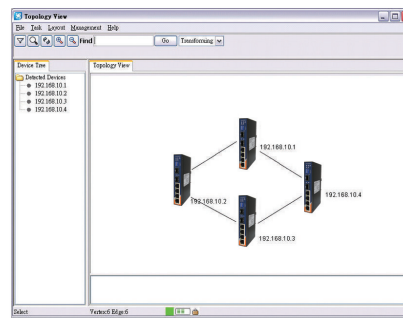 Topology View
File Task Layout Management Help
Find Go Transforming
Device Tree
Topology View
Detected Devices
192.168.10.1
192.168.10.2
192.168.10.3
192.168.10.4
192.168.10.1
192.168.10.2
192.168.10.4
192.168.10.3
Select Vertex:6 Edge:6